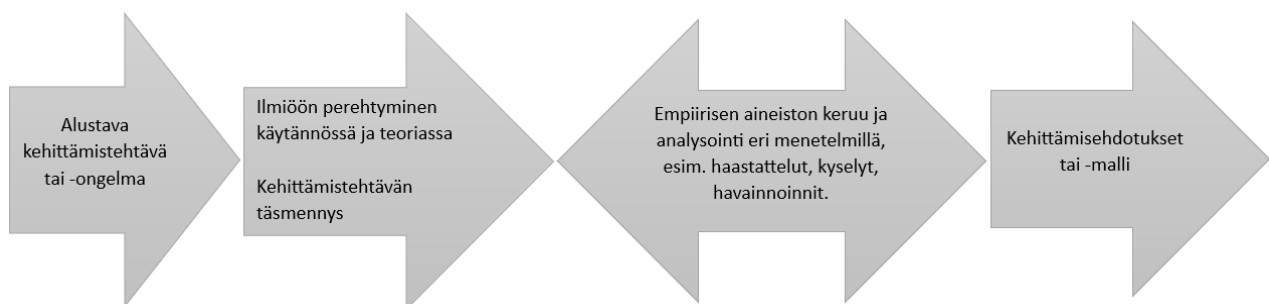 Alustava
kehittämistehtävä
tai -ongelma
Ilmiöön perehtyminen
käytännössä ja teoriassa
Kehittämistehtävän
täsmennys
Empiirisen aineiston keruu ja
analysointi eri menetelmillä,
esim. haastattelut, kyselyt,
havainnoinnit.
Kehittämisehdotukset
tai -malli